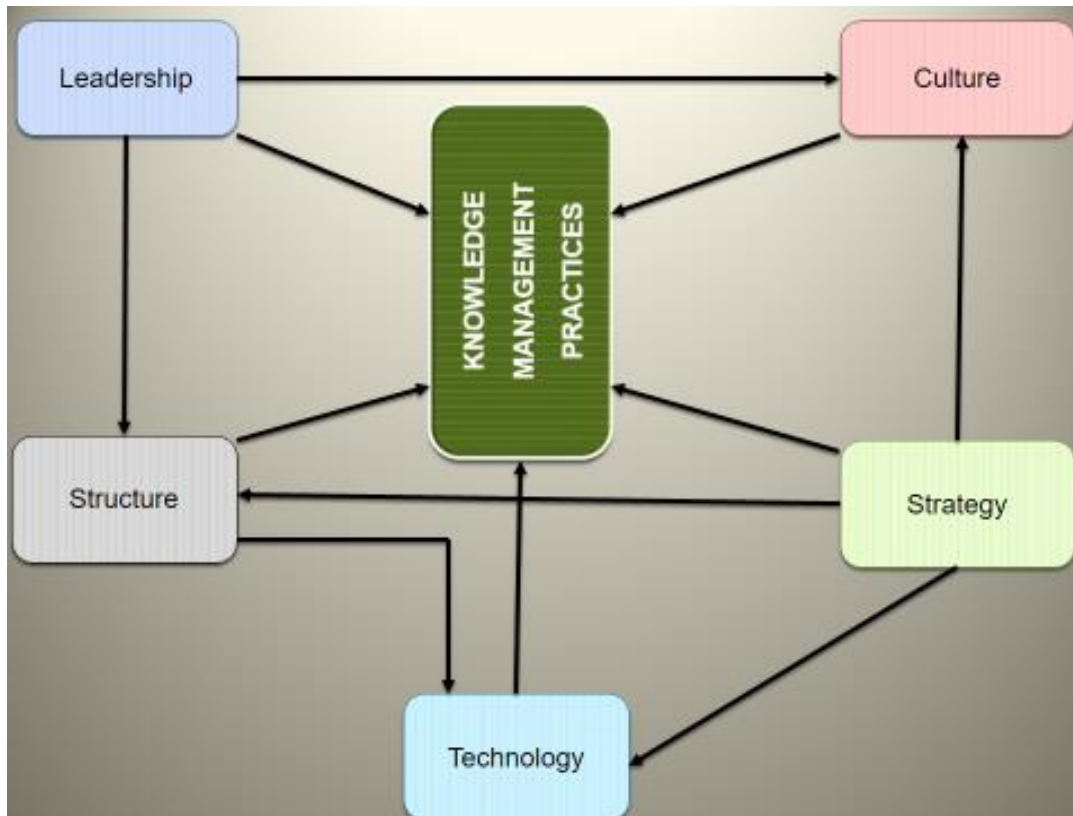 Leadership
Culture
KNOWLEDGE
MANAGEMENT
PRACTICES
Structure
Strategy
Technology